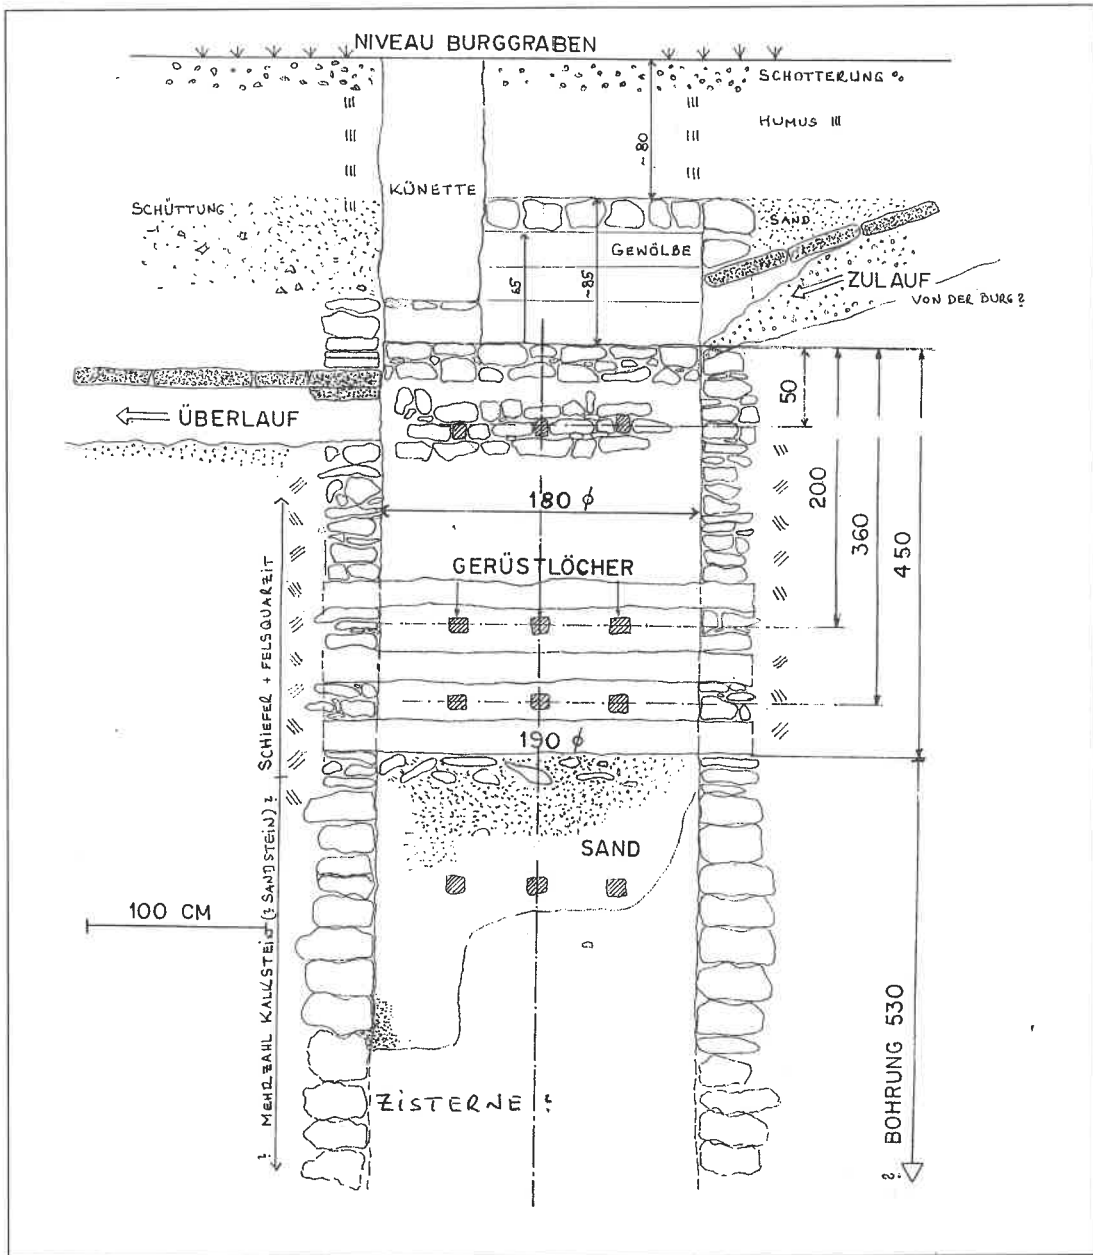 NIVEAU BURGGRABEN
SCHOTTERUNG
HUMUS
~80
KÜNETTE
SCHÜTTUNG
SAND
GEWÖLBE
65
~85
ZULAUF
VON DER BURG?
50
ÜBERLAUF
200
360
450
180 ϕ
GERÜSTLÖCHER
SCHIEFER + FELSQUARZIT
190 ϕ
SAND
100 CM
? MEHRZAHL KALKSTEIN (? SANDSTEIN) ?
BOHRUNG 530
?
ZISTERNE ?